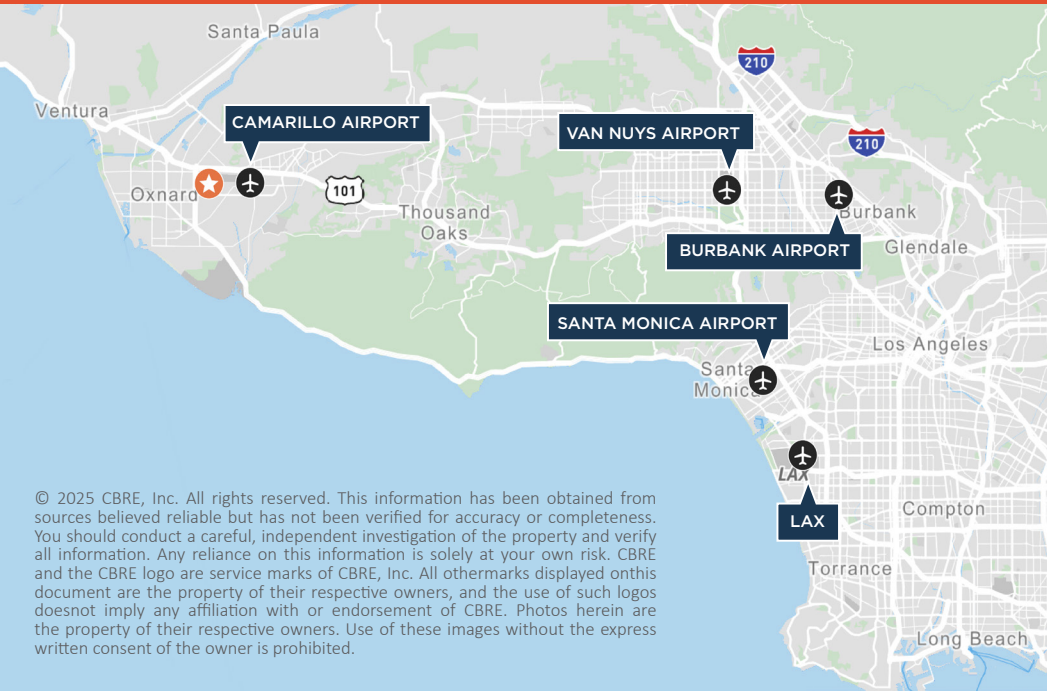 Santa Paula
210
Ventura
CAMARILLO AIRPORT
VAN NUYS AIRPORT
210
Oxnard
101
Thousand
Oaks
Burbank
BURBANK AIRPORT
Glendale
SANTA MONICA AIRPORT
Los Angeles
Santa
Monica
LAX
LAX
Compton
Torrance
Long Beach
© 2025 CBRE, Inc. All rights reserved. This information has been obtained from
sources believed reliable but has not been verified for accuracy or completeness.
You should conduct a careful, independent investigation of the property and verify
all information. Any reliance on this information is solely at your own risk. CBRE
and the CBRE logo are service marks of CBRE, Inc. All othermarks displayed onthis
document are the property of their respective owners, and the use of such logos
doesnot imply any affiliation with or endorsement of CBRE. Photos herein are
the property of their respective owners. Use of these images without the express
written consent of the owner is prohibited.